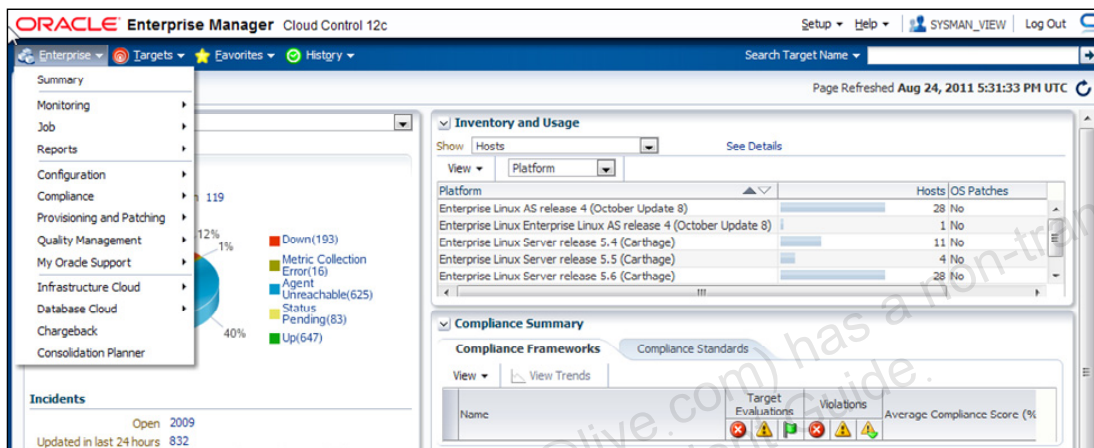 ORACLE Enterprise Manager Cloud Control 12c
Setup Help SYSMAN_VIEW Log Out
Enterprise Targets Favorites History
Search Target Name
Page Refreshed Aug 24, 2011 5:31:33 PM UTC
Summary
Monitoring
Job
Reports
Configuration
Compliance
Provisioning and Patching
Quality Management
My Oracle Support
Infrastructure Cloud
Database Cloud
Chargeback
Consolidation Planner
119
12%
1%
40%
Down(193)
Metric Collection
Error(16)
Agent
Unreachable(625)
Status
Pending(83)
Up(647)
Incidents
Open 2009
Updated in last 24 hours 832
Inventory and Usage
Show Hosts See Details
View Platform
Platform Hosts OS Patches
Enterprise Linux AS release 4 (October Update 8) 28 No
Enterprise Linux Enterprise Linux AS release 4 (October Update 8) 1 No
Enterprise Linux Server release 5.4 (Carthage) 11 No
Enterprise Linux Server release 5.5 (Carthage) 4 No
Enterprise Linux Server release 5.6 (Carthage) 28 No
Compliance Summary
Compliance Frameworks Compliance Standards
View View Trends
Name
Target
Evaluations
Violations
Average Compliance Score (%
live.com) has a non-tran
Guide.